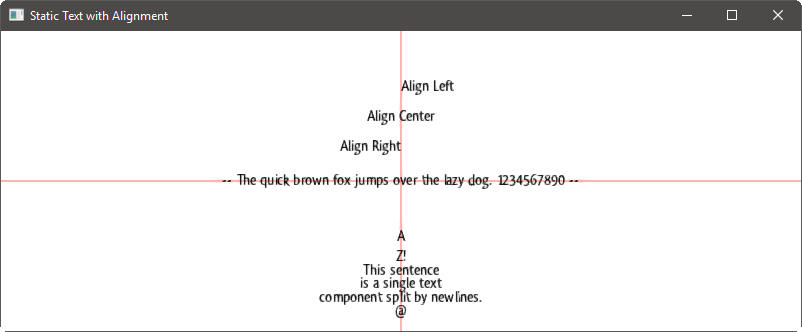 Static Text with Alignment
Align Left
Align Center
Align Right
-- The quick brown fox jumps over the lazy dog. 1234567890 --
A
Z!
This sentence
is a single text
component split by newlines.
@